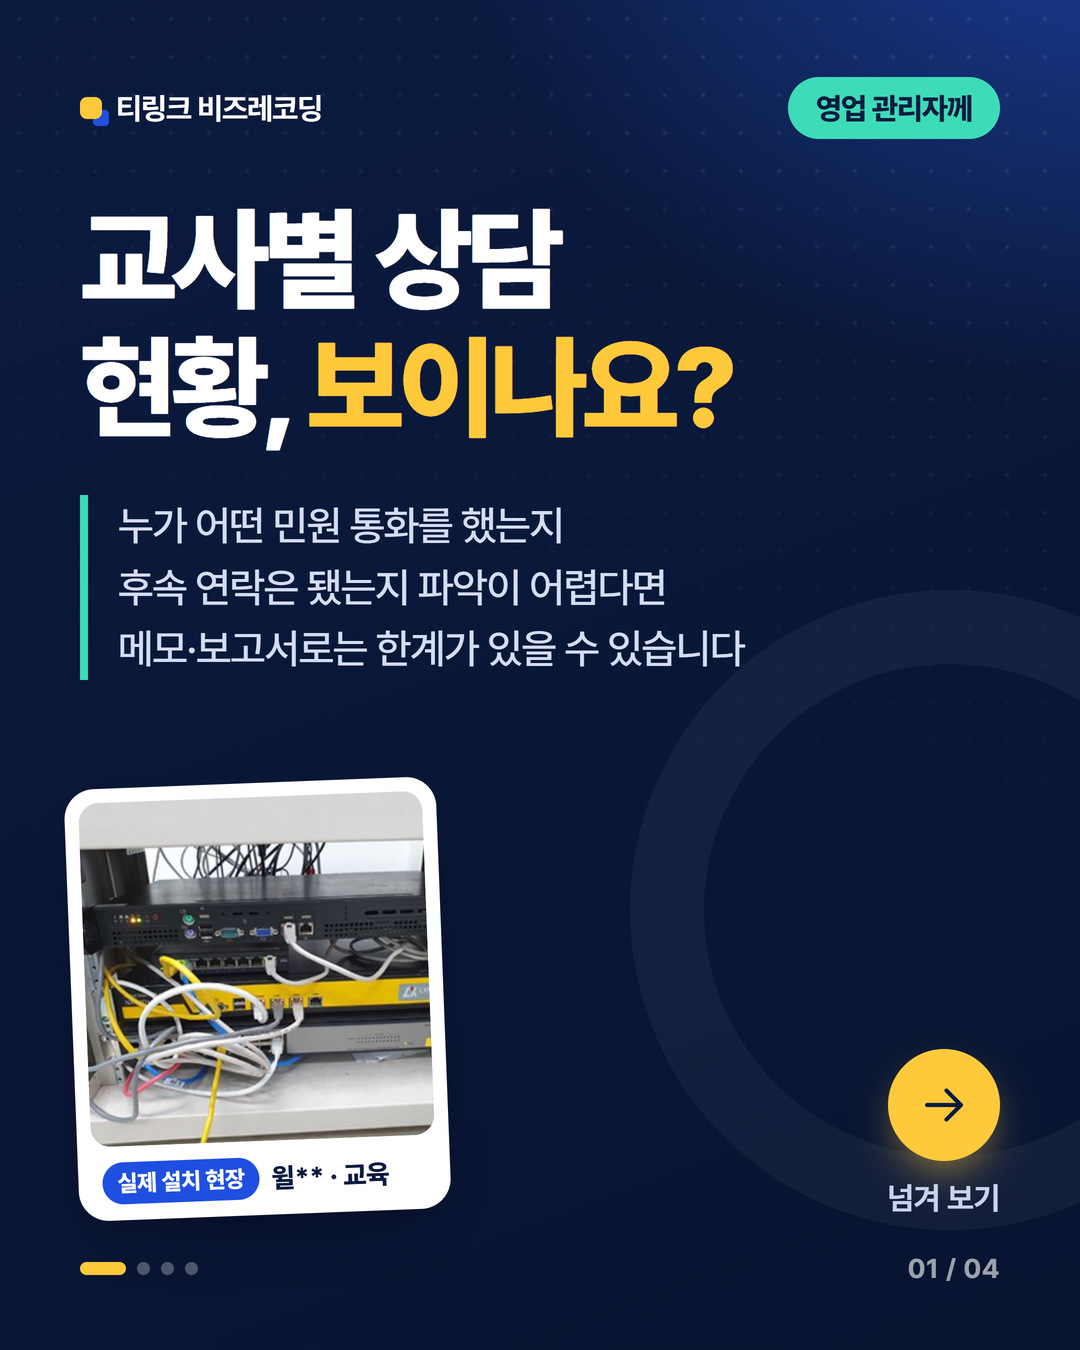 티링크 비즈레코딩
영업 관리자께
교사별 상담
현황, 보이나요?
누가 어떤 민원 통화를 했는지
후속 연락은 됐는지 파악이 어렵다면
메모·보고서로는 한계가 있을 수 있습니다
실제 설치 현장
윌** · 교육
넘겨 보기
01 / 04